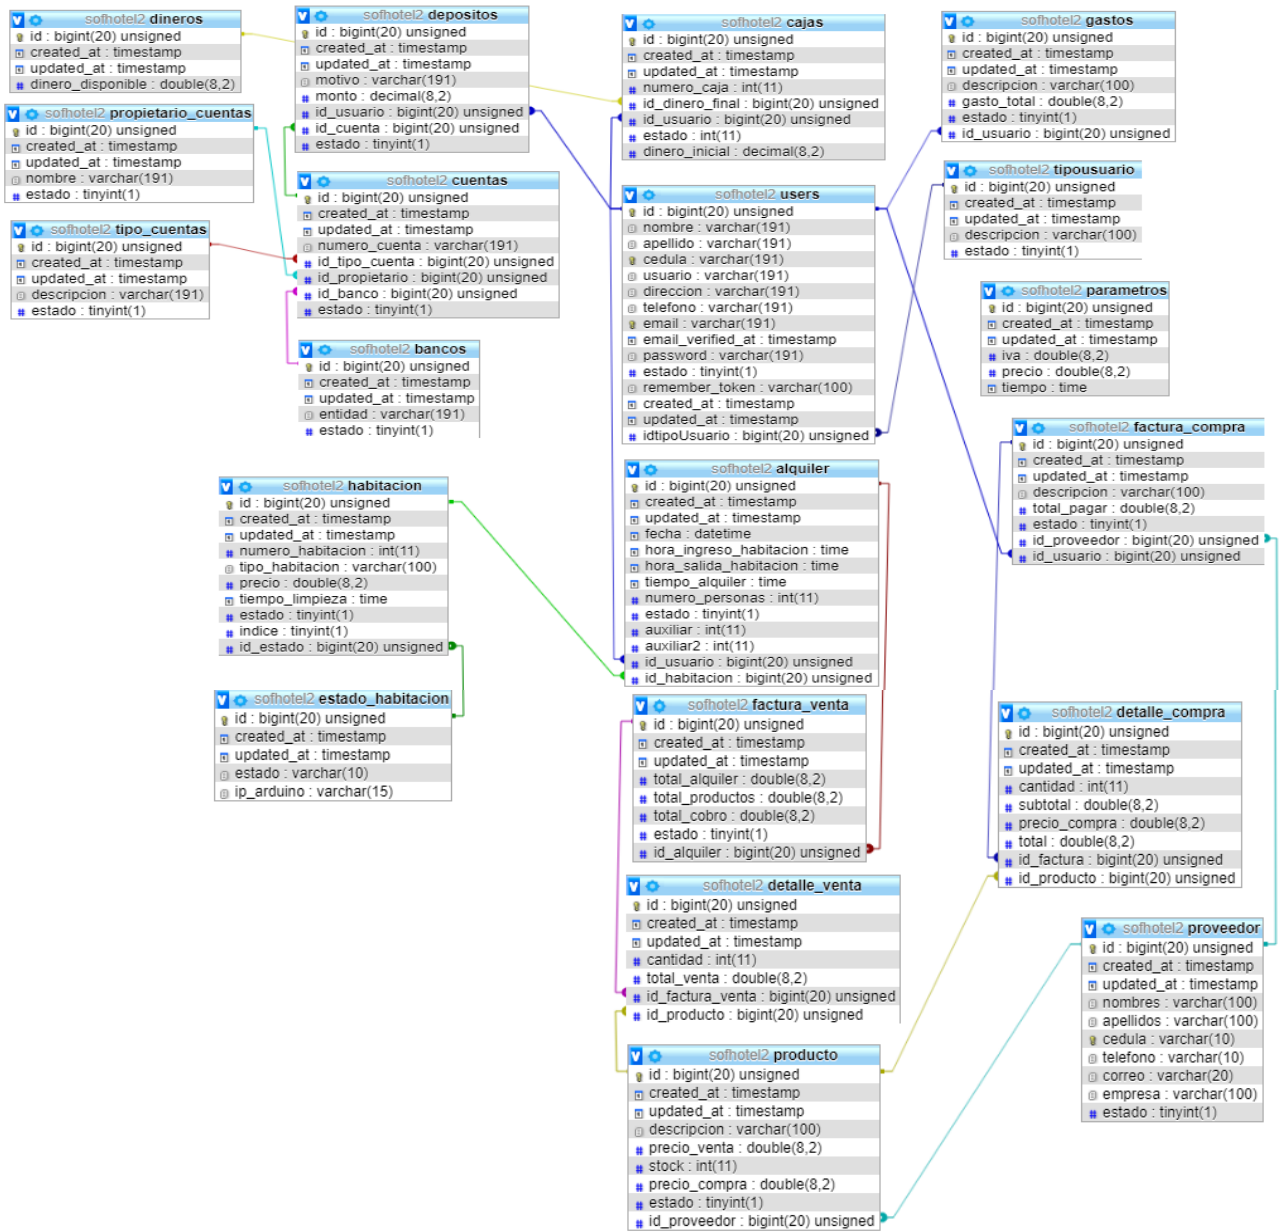 sofhotel2 dineros
id : bigint(20) unsigned
created_at : timestamp
updated_at : timestamp
dinero_disponible : double(8,2)
sofhotel2 propietario_cuentas
id : bigint(20) unsigned
created_at : timestamp
updated_at : timestamp
nombre : varchar(191)
estado : tinyint(1)
sofhotel2 tipo_cuentas
id : bigint(20) unsigned
created_at : timestamp
updated_at : timestamp
descripcion : varchar(191)
estado : tinyint(1)
sofhotel2 depositos
id : bigint(20) unsigned
created_at : timestamp
updated_at : timestamp
motivo : varchar(191)
monto : decimal(8,2)
id_usuario : bigint(20) unsigned
id_cuenta : bigint(20) unsigned
estado : tinyint(1)
sofhotel2 cuentas
id : bigint(20) unsigned
created_at : timestamp
updated_at : timestamp
numero_cuenta : varchar(191)
id_tipo_cuenta : bigint(20) unsigned
id_propietario : bigint(20) unsigned
id_banco : bigint(20) unsigned
estado : tinyint(1)
sofhotel2 bancos
id : bigint(20) unsigned
created_at : timestamp
updated_at : timestamp
entidad : varchar(191)
estado : tinyint(1)
sofhotel2 habitacion
id : bigint(20) unsigned
created_at : timestamp
updated_at : timestamp
numero_habitacion : int(11)
tipo_habitacion : varchar(100)
precio : double(8,2)
tiempo_limpieza : time
estado : tinyint(1)
indice : tinyint(1)
id_estado : bigint(20) unsigned
sofhotel2 estado_habitacion
id : bigint(20) unsigned
created_at : timestamp
updated_at : timestamp
estado : varchar(10)
ip_arduino : varchar(15)
sofhotel2 cajas
id : bigint(20) unsigned
created_at : timestamp
updated_at : timestamp
numero_caja : int(11)
id_dinero_final : bigint(20) unsigned
id_usuario : bigint(20) unsigned
estado : int(11)
dinero_inicial : decimal(8,2)
sofhotel2 users
id : bigint(20) unsigned
nombre : varchar(191)
apellido : varchar(191)
cedula : varchar(191)
usuario : varchar(191)
direccion : varchar(191)
telefono : varchar(191)
email : varchar(191)
email_verified_at : timestamp
password : varchar(191)
estado : tinyint(1)
remember_token : varchar(100)
created_at : timestamp
updated_at : timestamp
idtipoUsuario : bigint(20) unsigned
sofhotel2 alquiler
id : bigint(20) unsigned
created_at : timestamp
updated_at : timestamp
fecha : datetime
hora_ingreso_habitacion : time
hora_salida_habitacion : time
tiempo_alquiler : time
numero_personas : int(11)
estado : tinyint(1)
auxiliar : int(11)
auxiliar2 : int(11)
id_usuario : bigint(20) unsigned
id_habitacion : bigint(20) unsigned
sofhotel2 factura_venta
id : bigint(20) unsigned
created_at : timestamp
updated_at : timestamp
total_alquiler : double(8,2)
total_productos : double(8,2)
total_cobro : double(8,2)
estado : tinyint(1)
id_alquiler : bigint(20) unsigned
sofhotel2 detalle_venta
id : bigint(20) unsigned
created_at : timestamp
updated_at : timestamp
cantidad : int(11)
total_venta : double(8,2)
id_factura_venta : bigint(20) unsigned
id_producto : bigint(20) unsigned
sofhotel2 producto
id : bigint(20) unsigned
created_at : timestamp
updated_at : timestamp
descripcion : varchar(100)
precio_venta : double(8,2)
stock : int(11)
precio_compra : double(8,2)
estado : tinyint(1)
id_proveedor : bigint(20) unsigned
sofhotel2 gastos
id : bigint(20) unsigned
created_at : timestamp
updated_at : timestamp
descripcion : varchar(100)
gasto_total : double(8,2)
estado : tinyint(1)
id_usuario : bigint(20) unsigned
sofhotel2 tipousuario
id : bigint(20) unsigned
created_at : timestamp
updated_at : timestamp
descripcion : varchar(100)
estado : tinyint(1)
sofhotel2 parametros
id : bigint(20) unsigned
created_at : timestamp
updated_at : timestamp
iva : double(8,2)
precio : double(8,2)
tiempo : time
sofhotel2 factura_compra
id : bigint(20) unsigned
created_at : timestamp
updated_at : timestamp
descripcion : varchar(100)
total_pagar : double(8,2)
estado : tinyint(1)
id_proveedor : bigint(20) unsigned
id_usuario : bigint(20) unsigned
sofhotel2 detalle_compra
id : bigint(20) unsigned
created_at : timestamp
updated_at : timestamp
cantidad : int(11)
subtotal : double(8,2)
precio_compra : double(8,2)
total : double(8,2)
id_factura : bigint(20) unsigned
id_producto : bigint(20) unsigned
sofhotel2 proveedor
id : bigint(20) unsigned
created_at : timestamp
updated_at : timestamp
nombres : varchar(100)
apellidos : varchar(100)
cedula : varchar(10)
telefono : varchar(10)
correo : varchar(20)
empresa : varchar(100)
estado : tinyint(1)